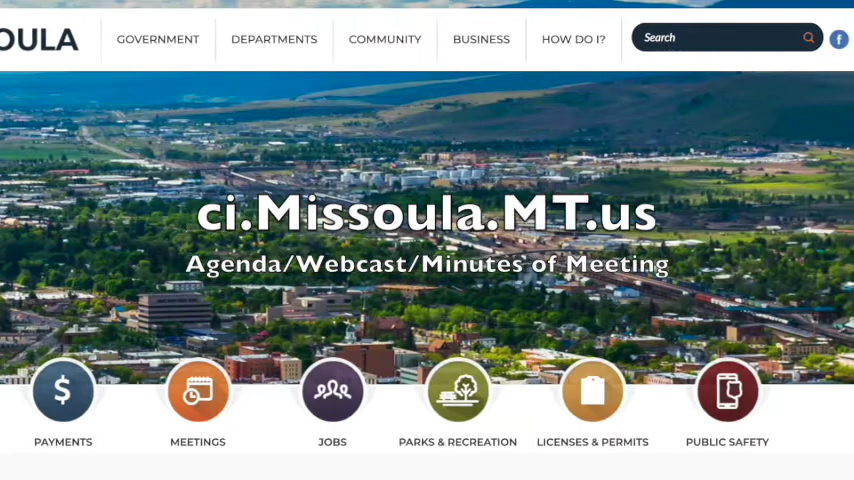 OULA
GOVERNMENT
DEPARTMENTS
COMMUNITY
BUSINESS
HOW DO I?
Search
f
ci.Missoula.MT.us
Agenda/Webcast/Minutes of Meeting
$
PAYMENTS
MEETINGS
JOBS
PARKS & RECREATION
LICENSES & PERMITS
PUBLIC SAFETY